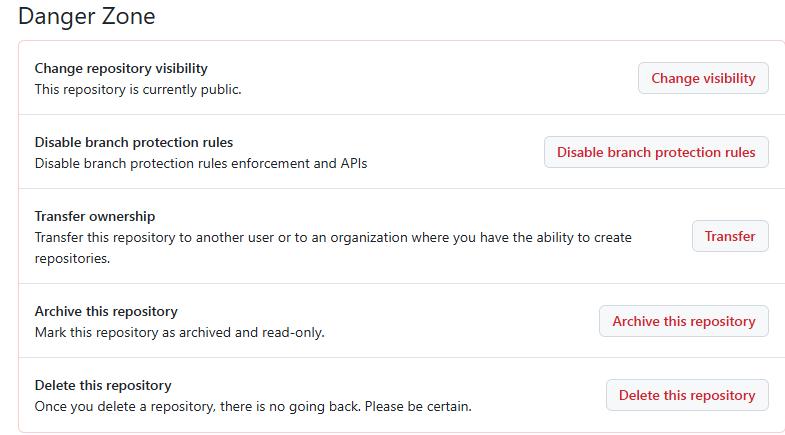 Danger Zone
Change repository visibility
This repository is currently public.
Change visibility
Disable branch protection rules
Disable branch protection rules enforcement and APIs
Disable branch protection rules
Transfer ownership
Transfer this repository to another user or to an organization where you have the ability to create
repositories.
Transfer
Archive this repository
Mark this repository as archived and read-only.
Archive this repository
Delete this repository
Once you delete a repository, there is no going back. Please be certain.
Delete this repository